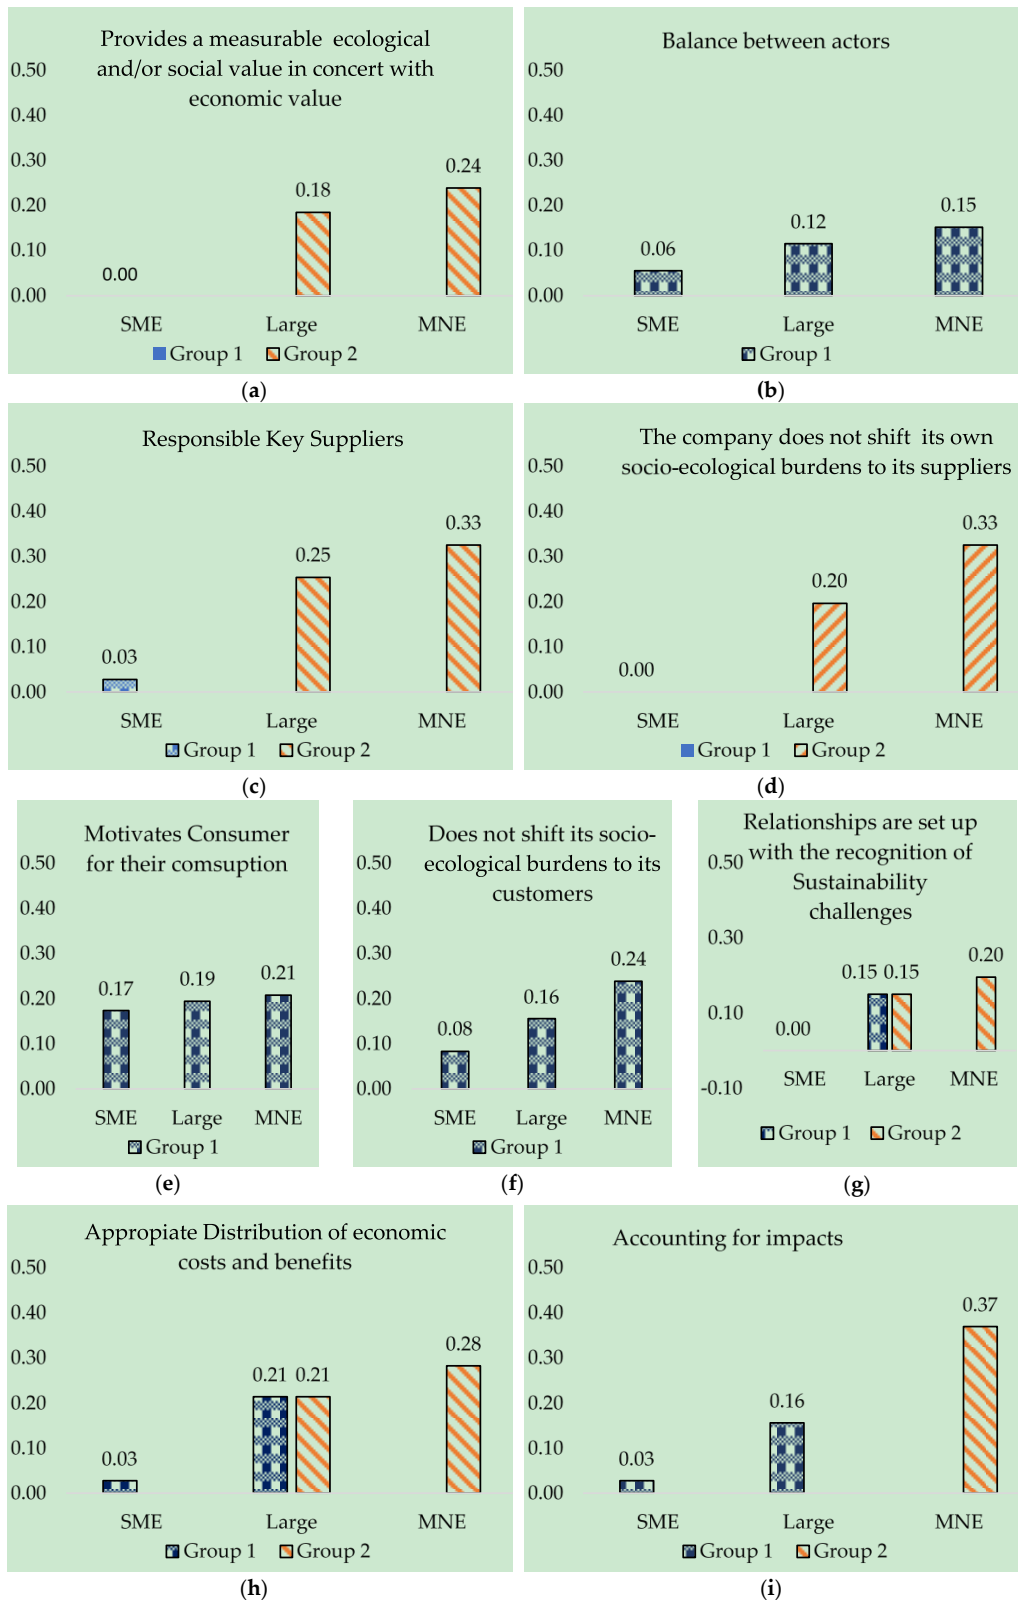 Provides a measurable ecological
and/or social value in concert with
economic value
0.50
0.40
0.30
0.20
0.10
0.00
0.00
0.18
0.24
SME Large MNE
Group 1 Group 2
(a)
Balance between actors
0.50
0.40
0.30
0.20
0.10
0.00
0.06
0.12
0.15
SME Large MNE
Group 1
(b)
Responsible Key Suppliers
0.50
0.40
0.30
0.20
0.10
0.00
0.03
0.25
0.33
SME Large MNE
Group 1 Group 2
(c)
The company does not shift its own
socio-ecological burdens to its suppliers
0.50
0.40
0.30
0.20
0.10
0.00
0.00
0.20
0.33
SME Large MNE
Group 1 Group 2
(d)
Motivates Consumer
for their comsuption
0.50
0.40
0.30
0.20
0.10
0.00
0.17
0.19
0.21
SME Large MNE
Group 1
(e)
Does not shift its socio-
ecological burdens to its
customers
0.50
0.40
0.30
0.20
0.10
0.00
0.08
0.16
0.24
SME Large MNE
Group 1
(f)
Relationships are set up
with the recognition of
Sustainability
challenges
0.50
0.30
0.10
-0.10
0.00
0.15 0.15
0.20
SME Large MNE
Group 1 Group 2
(g)
Appropiate Distribution of economic
costs and benefits
0.50
0.40
0.30
0.20
0.10
0.00
0.03
0.21 0.21
0.28
SME Large MNE
Group 1 Group 2
(h)
Accounting for impacts
0.50
0.40
0.30
0.20
0.10
0.00
0.03
0.16
0.37
SME Large MNE
Group 1 Group 2
(i)